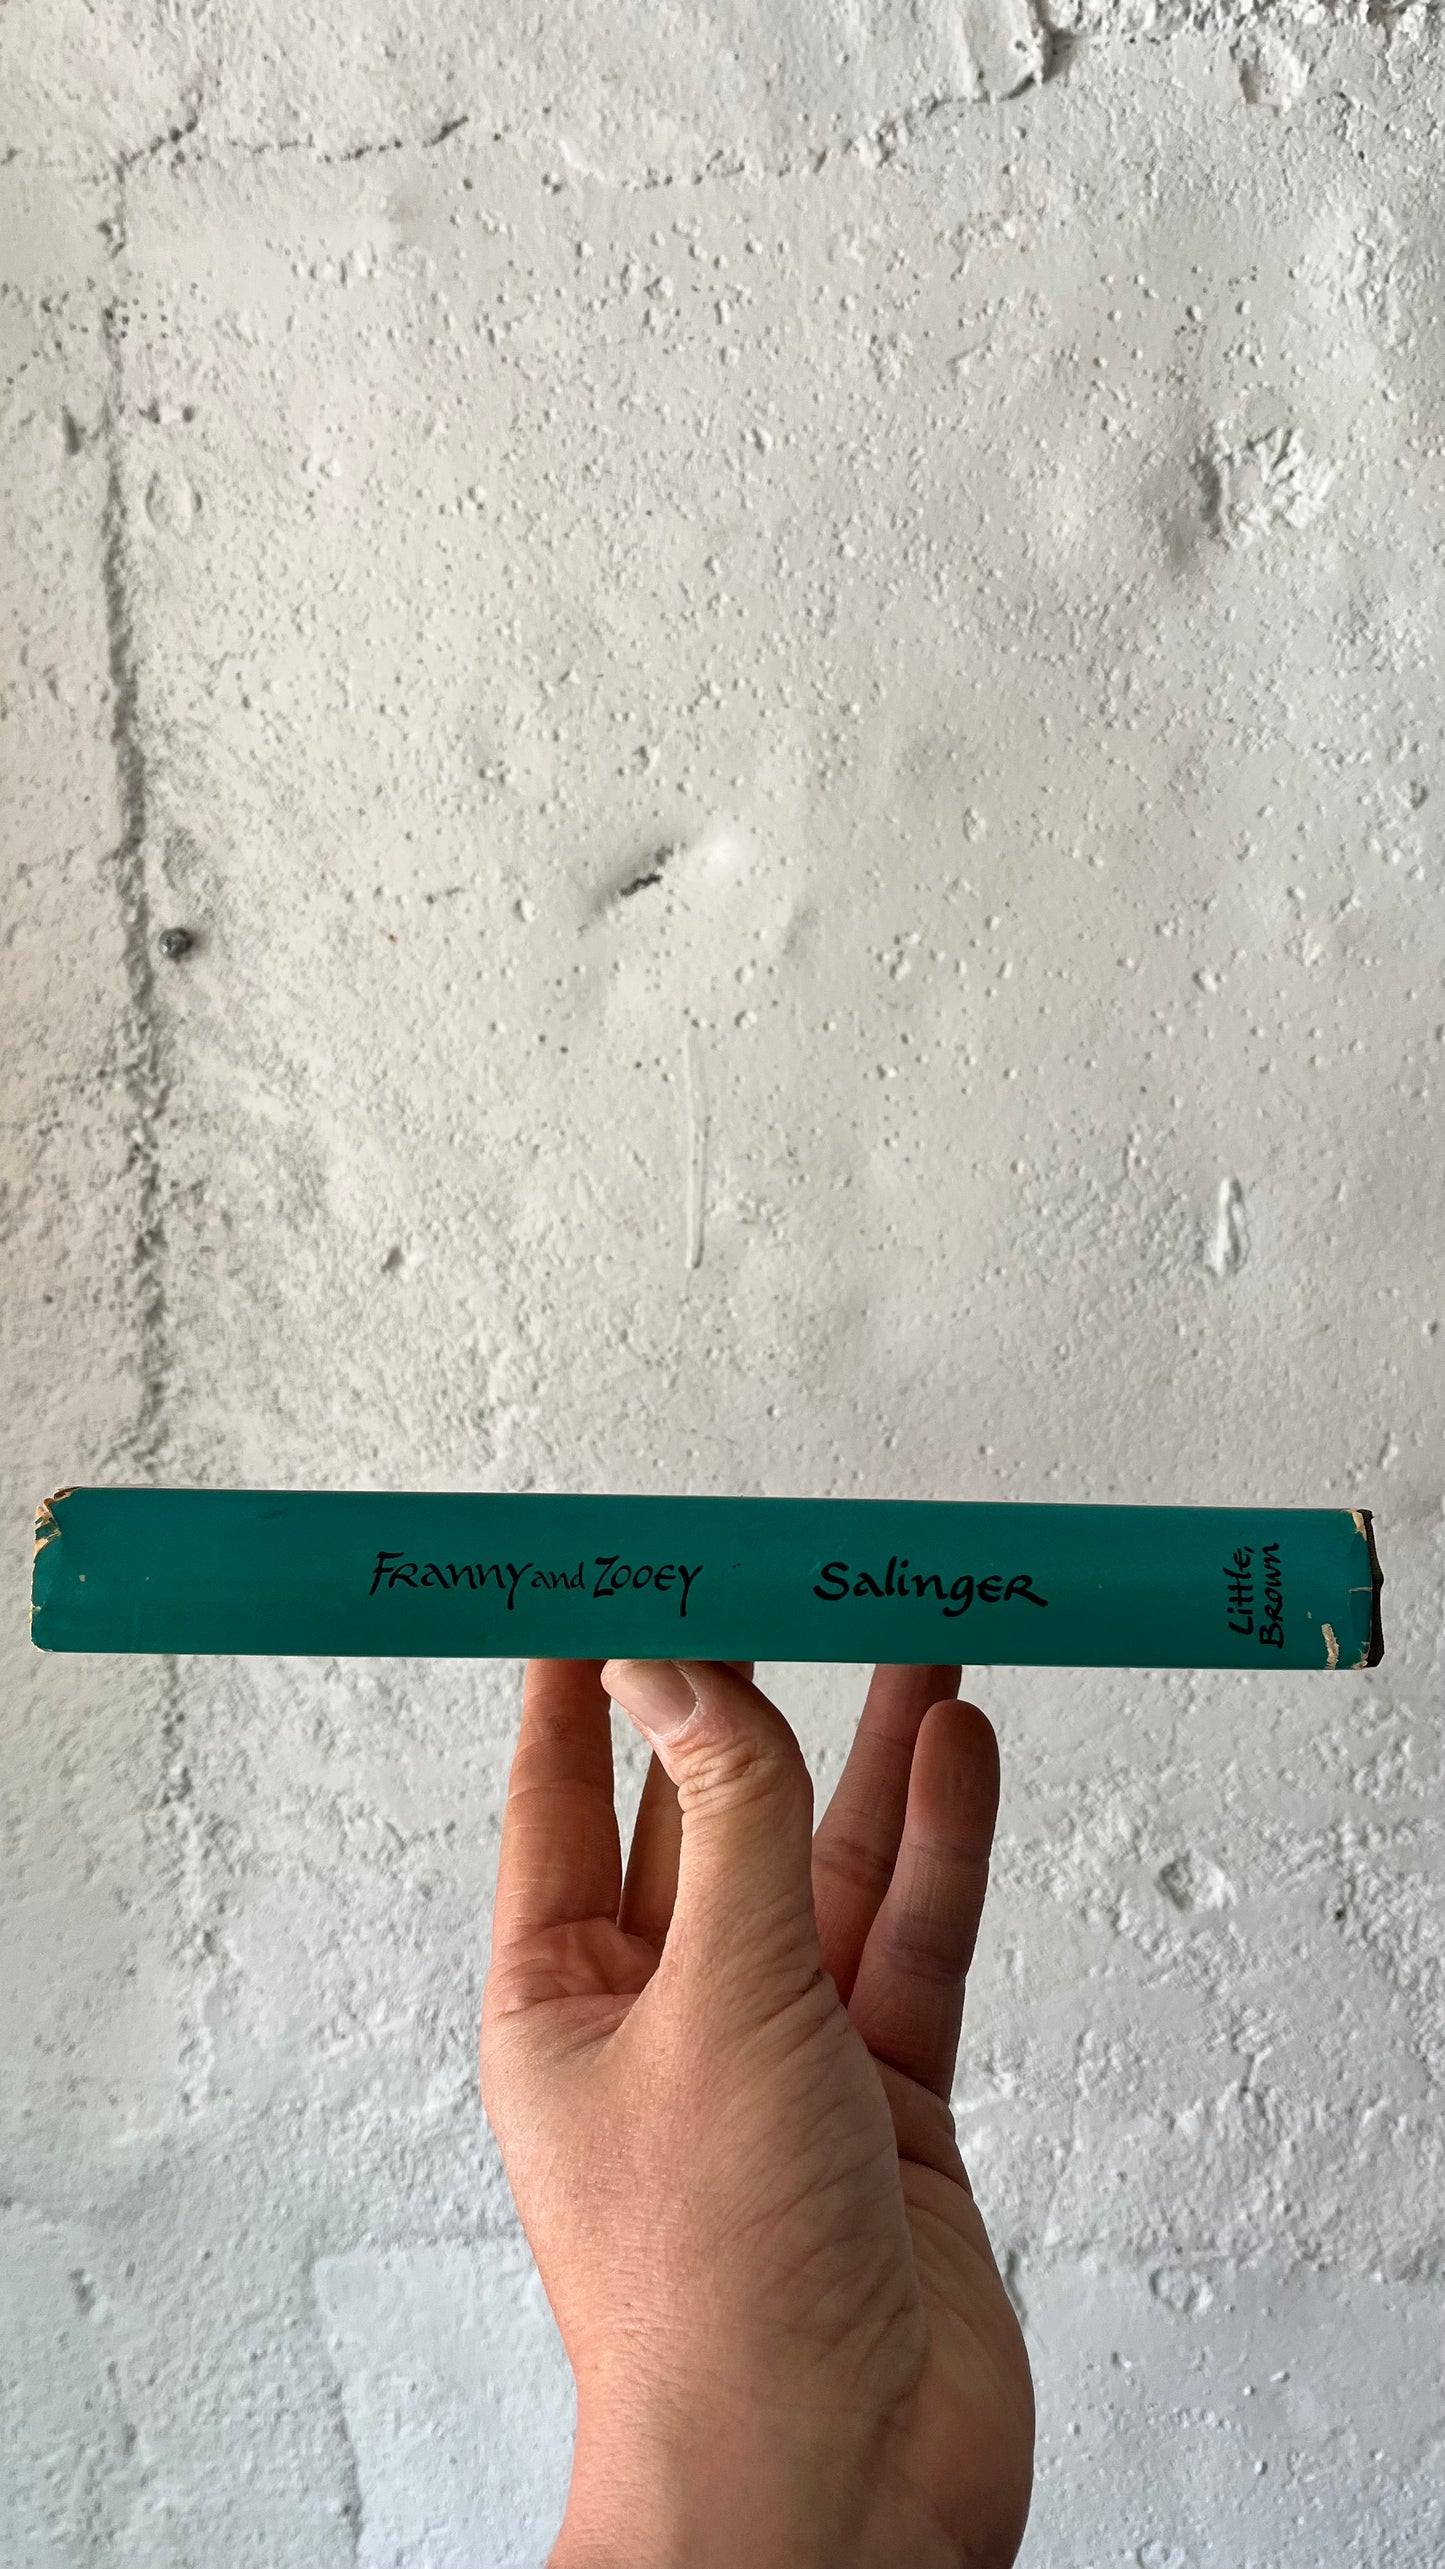 Franny and Zooey
Salinger
Little,
Brown